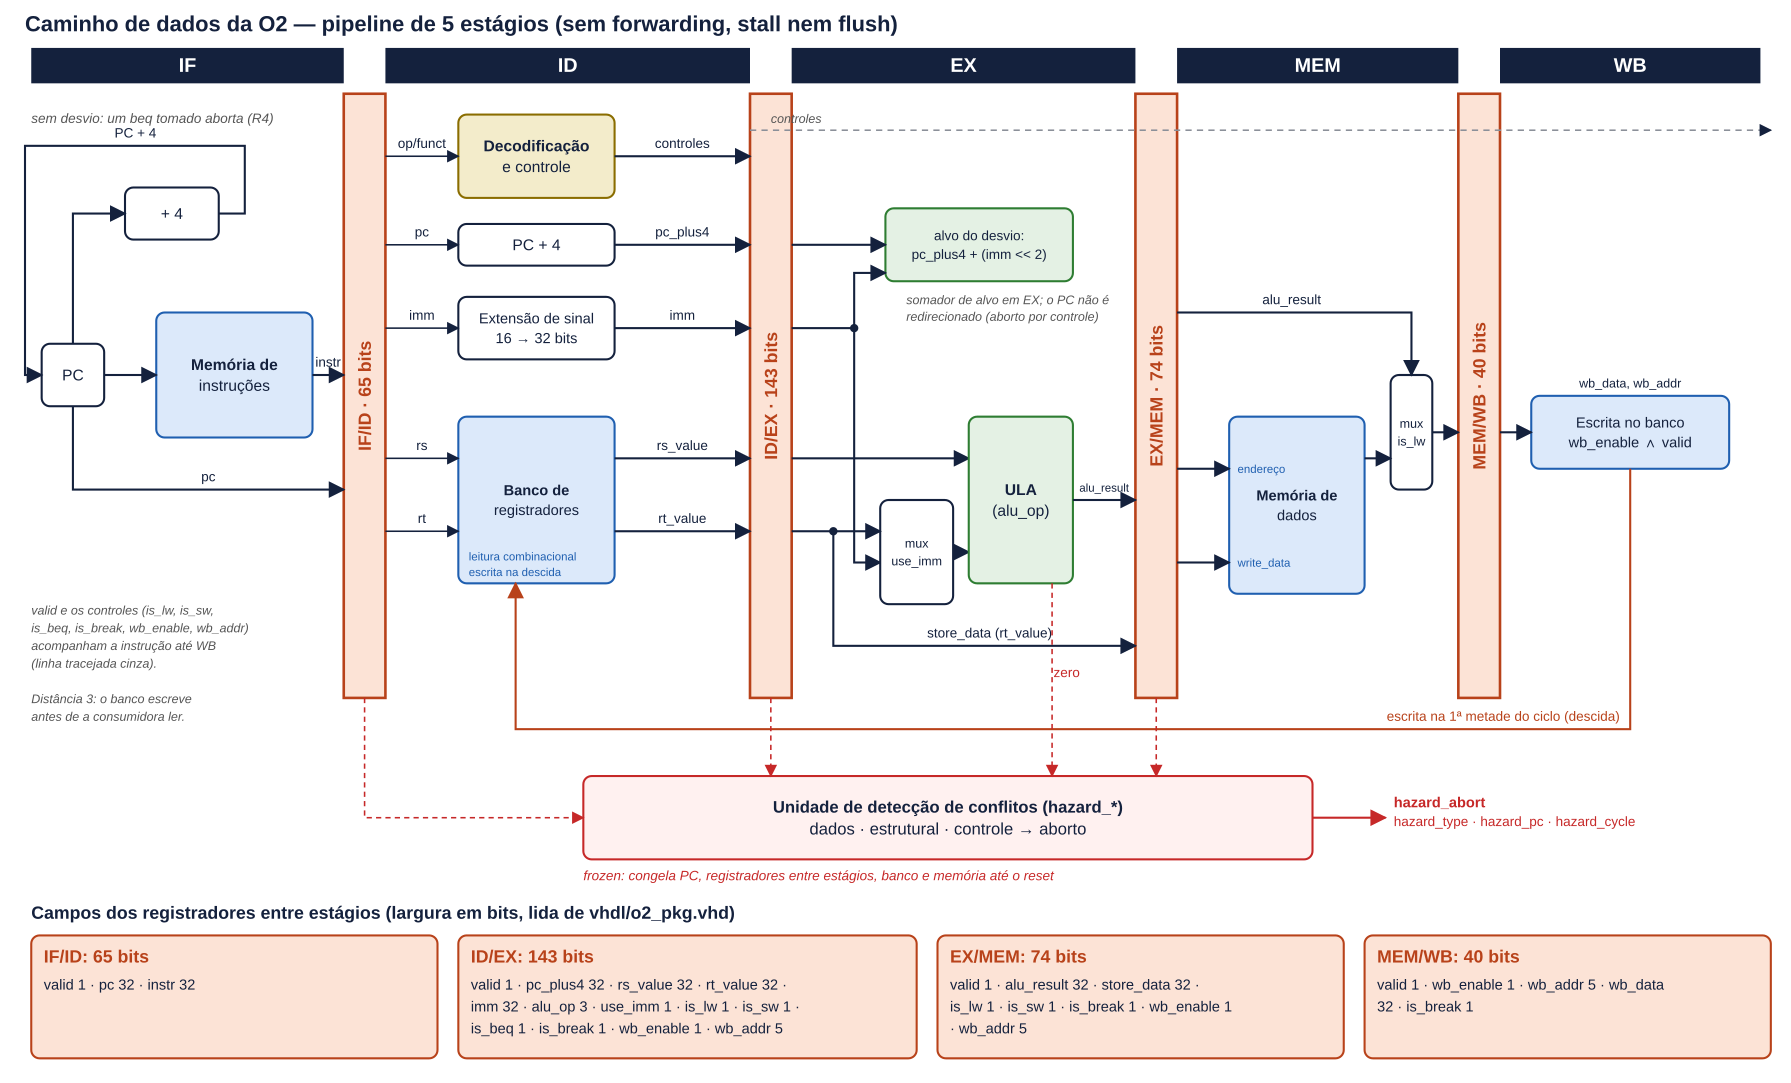 Caminho de dados da O2 — pipeline de 5 estágios (sem forwarding, stall nem flush)
IF
ID
EX
MEM
WB
sem desvio: um beq tomado aborta (R4)
PC + 4
+ 4
PC
Memória de
instruções
instr
pc
IF/ID · 65 bits
op/funct
Decodificação
e controle
controles
pc
PC + 4
pc_plus4
imm
Extensão de sinal
16 → 32 bits
imm
rs
rt
Banco de
registradores
leitura combinacional
escrita na descida
rs_value
rt_value
ID/EX · 143 bits
controles
alvo do desvio:
pc_plus4 + (imm << 2)
somador de alvo em EX; o PC não é
redirecionado (aborto por controle)
mux
use_imm
ULA
(alu_op)
alu_result
store_data (rt_value)
zero
EX/MEM · 74 bits
alu_result
endereço
Memória de
dados
write_data
mux
is_lw
MEM/WB · 40 bits
wb_data, wb_addr
Escrita no banco
wb_enable ∧ valid
escrita na 1ª metade do ciclo (descida)
valid e os controles (is_lw, is_sw,
is_beq, is_break, wb_enable, wb_addr)
acompanham a instrução até WB
(linha tracejada cinza).
Distância 3: o banco escreve
antes de a consumidora ler.
Unidade de detecção de conflitos (hazard_*)
dados · estrutural · controle → aborto
hazard_abort
hazard_type · hazard_pc · hazard_cycle
frozen: congela PC, registradores entre estágios, banco e memória até o reset
Campos dos registradores entre estágios (largura em bits, lida de vhdl/o2_pkg.vhd)
IF/ID: 65 bits
valid 1 · pc 32 · instr 32
ID/EX: 143 bits
valid 1 · pc_plus4 32 · rs_value 32 · rt_value 32 ·
imm 32 · alu_op 3 · use_imm 1 · is_lw 1 · is_sw 1 ·
is_beq 1 · is_break 1 · wb_enable 1 · wb_addr 5
EX/MEM: 74 bits
valid 1 · alu_result 32 · store_data 32 ·
is_lw 1 · is_sw 1 · is_break 1 · wb_enable 1
· wb_addr 5
MEM/WB: 40 bits
valid 1 · wb_enable 1 · wb_addr 5 · wb_data
32 · is_break 1